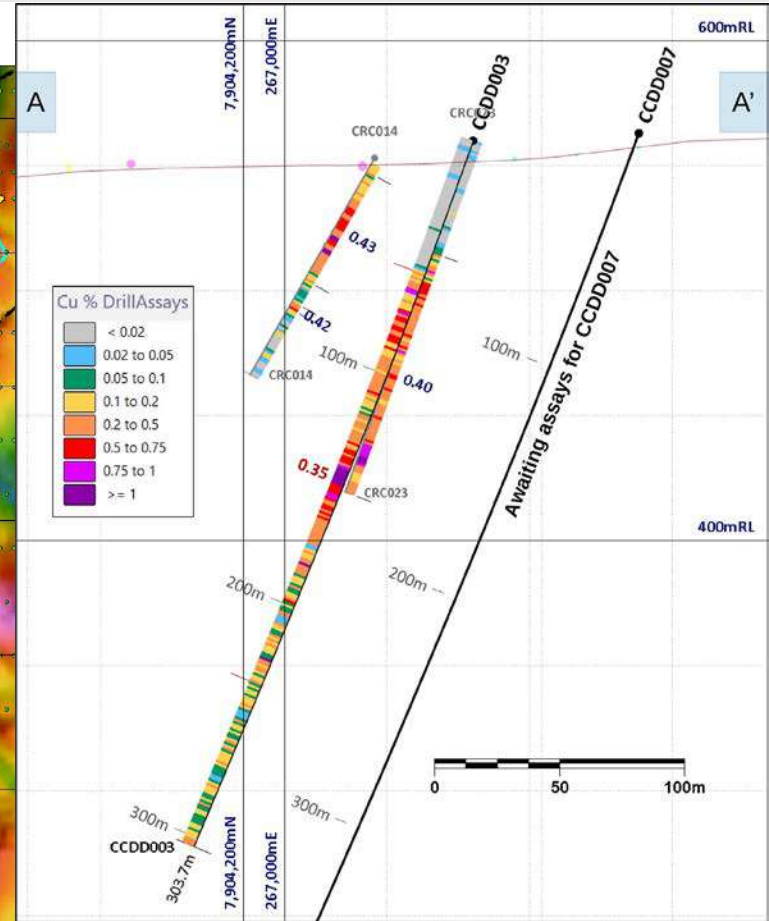 600mRL
7,904,200mN
267,000mE
A
A'
CRC014
CCDD003
CCDD007
0.43
Cu % DrillAssays
< 0.02
0.02 to 0.05
0.05 to 0.1
0.1 to 0.2
0.2 to 0.5
0.5 to 0.75
0.75 to 1
>= 1
0.42
CRC014
100m
0.40
100m
Awaiting assays for CCDD007
0.35
CRC023
400mRL
200m
200m
0
50
100m
300m
CCDD003
303.7m
300m
7,904,200mN
267,000mE